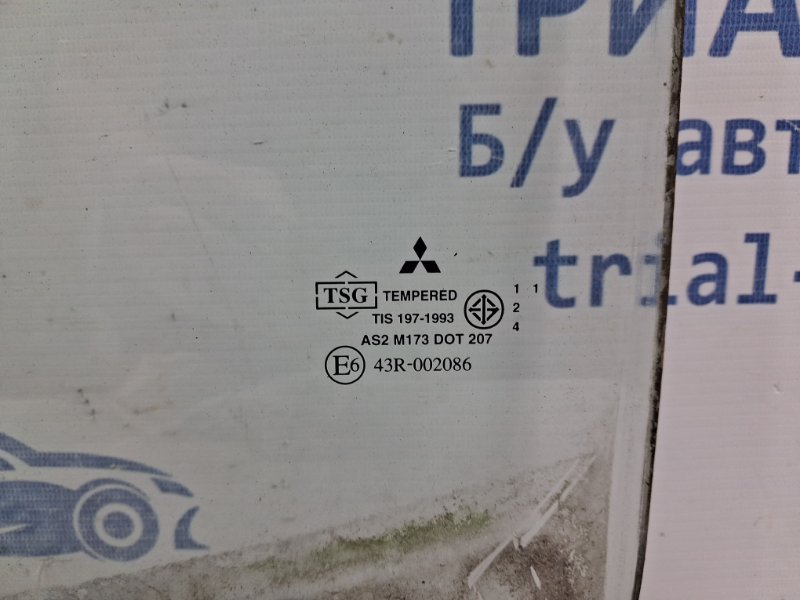 ТРИА
Б/у авт
trial-
TSG TEMPERED
TIS 197-1993
1 1
2
4
AS2 M173 DOT 207
E6 43R-002086